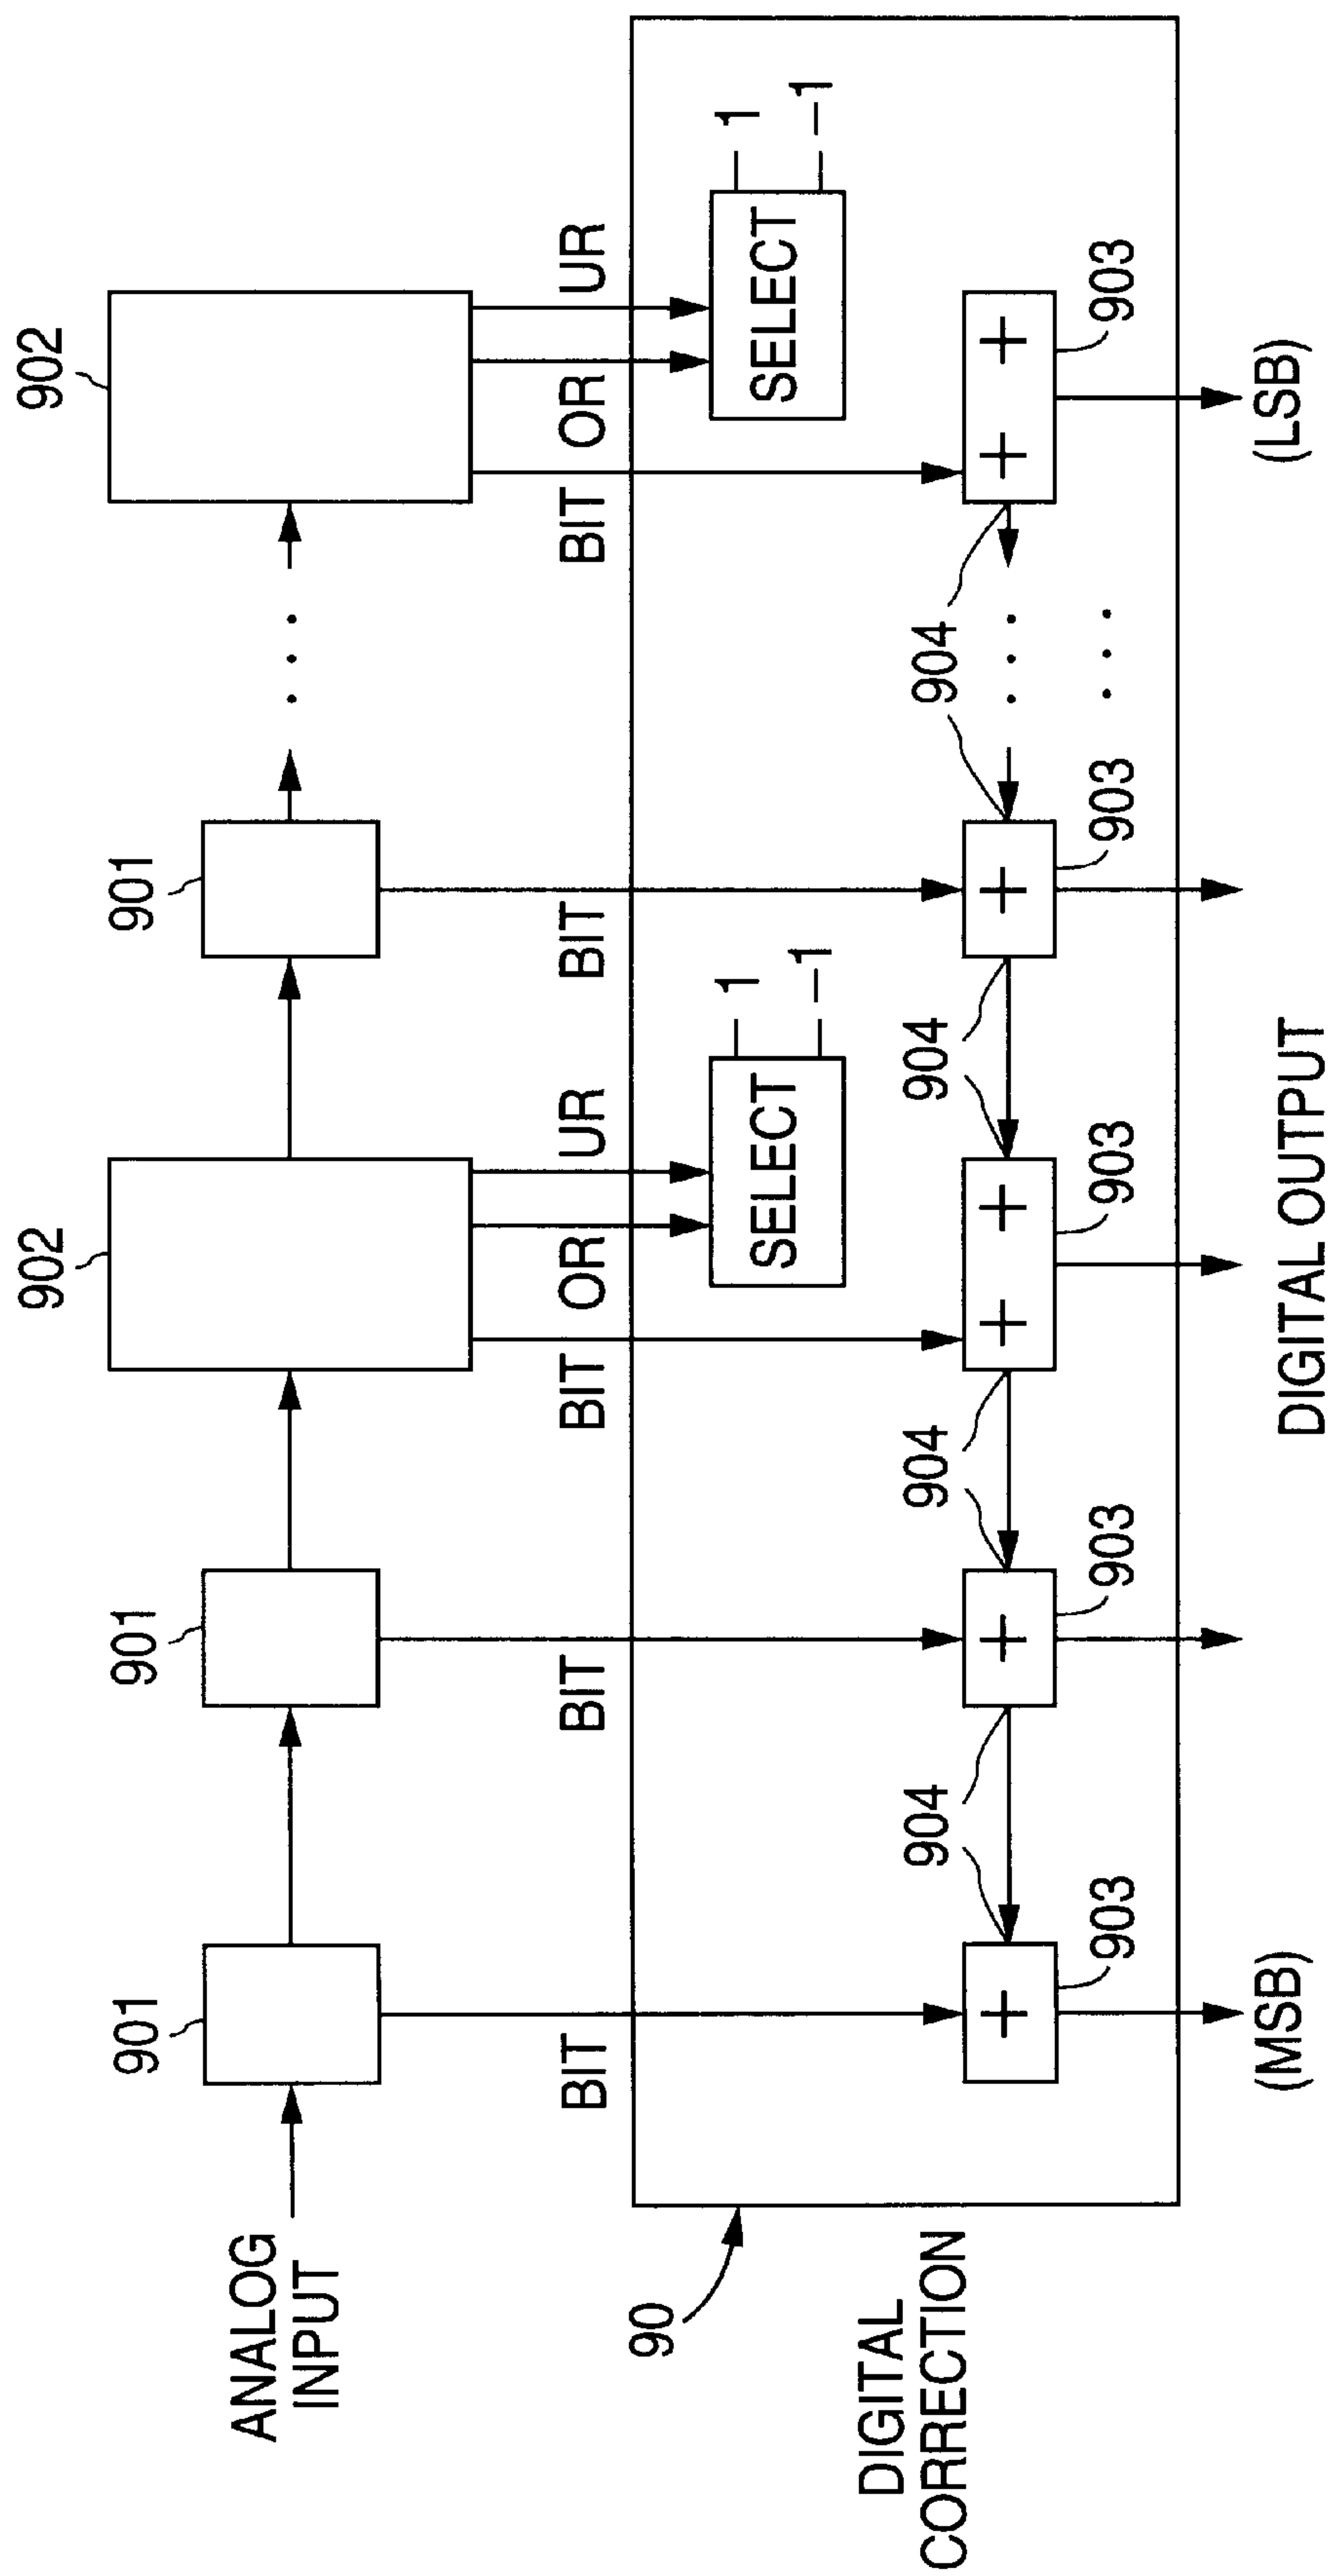 902
902
901
901
901
ANALOG
INPUT
BIT
BIT
BIT
OR
UR
BIT
BIT
OR
UR
90
DIGITAL
CORRECTION
SELECT
1
–1
SELECT
1
–1
904
904
904
904
+
+
+ +
+
+ +
903
903
903
903
903
(MSB)
(LSB)
DIGITAL OUTPUT